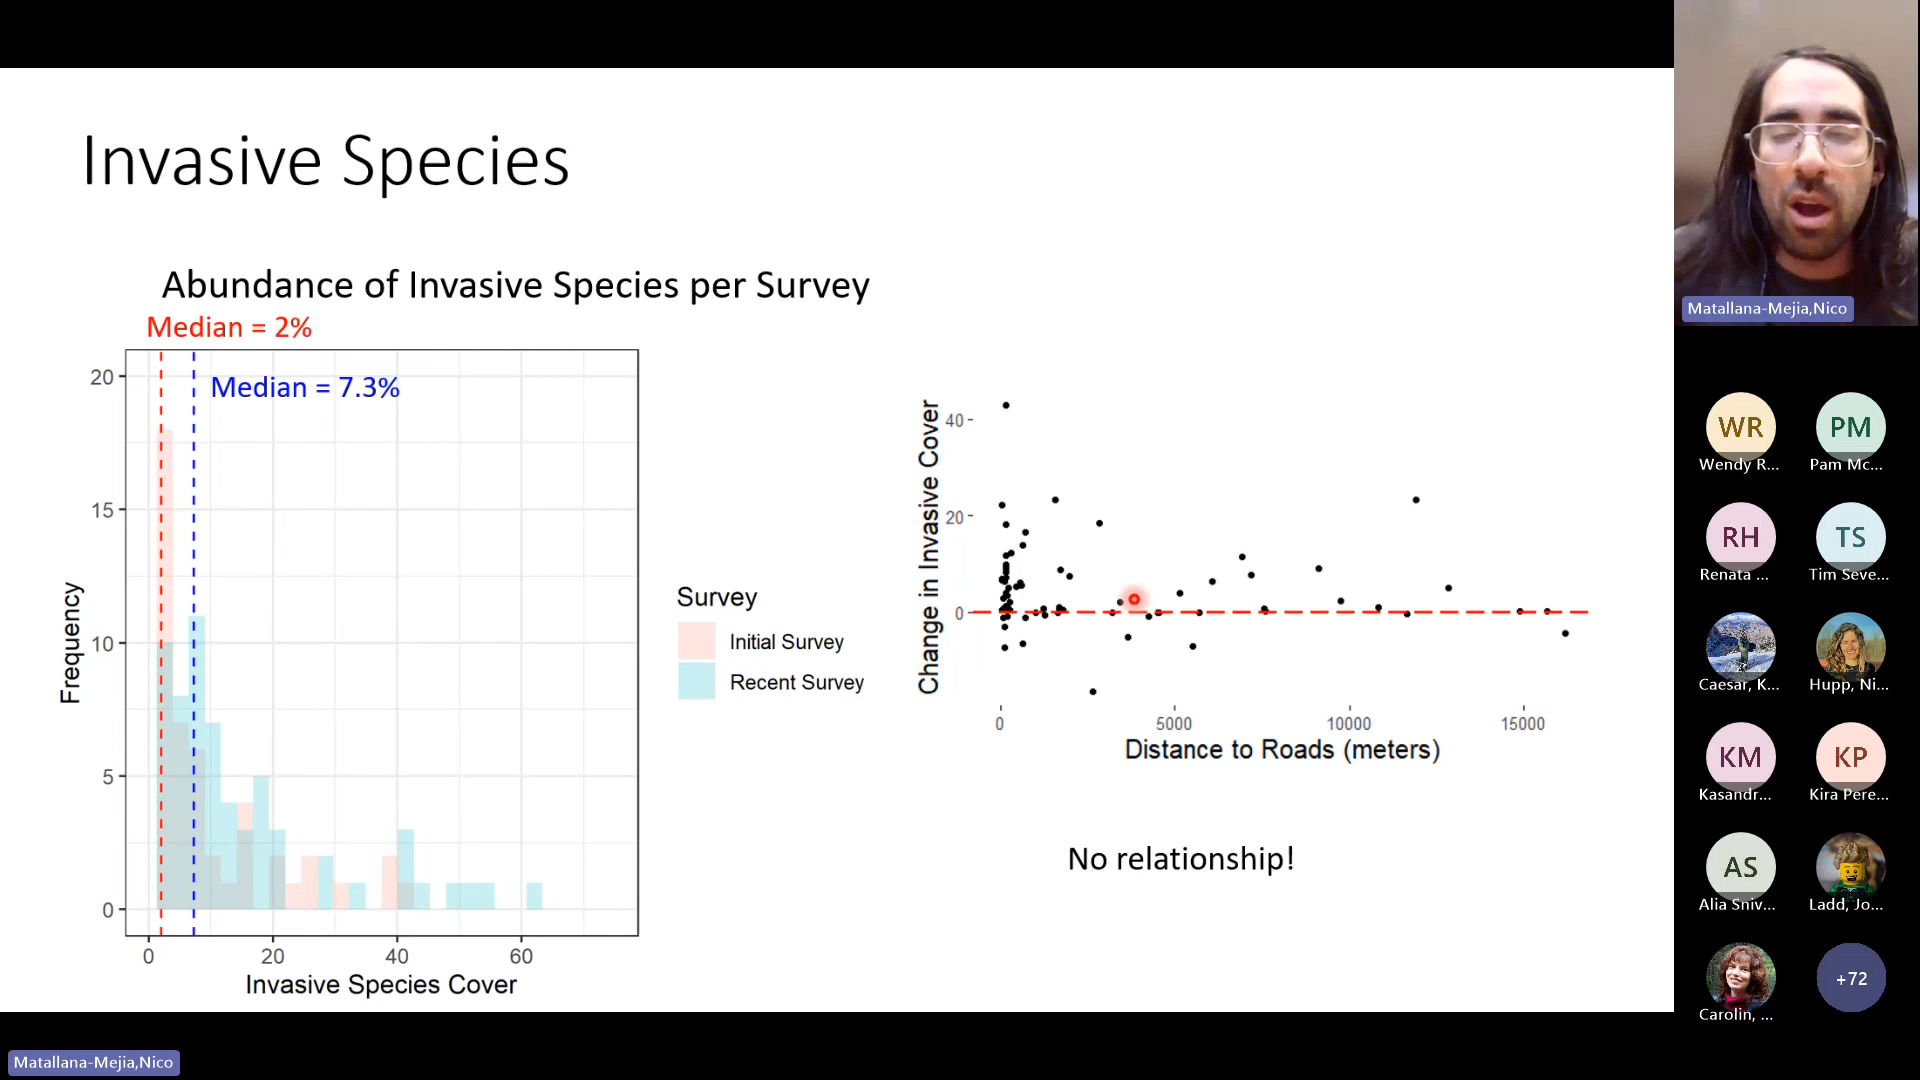 Invasive Species
Abundance of Invasive Species per Survey
Median = 2%
Median = 7.3%
20
15
10
5
0
Frequency
0 20 40 60
Invasive Species Cover
Survey
Initial Survey
Recent Survey
Change in Invasive Cover
40
20
0
0 5000 10000 15000
Distance to Roads (meters)
No relationship!
Matallana-Mejia,Nico
WR
Wendy R...
PM
Pam Mc...
RH
Renata ...
TS
Tim Seve...
Caesar, K...
Hupp, Ni...
KM
Kasandr...
KP
Kira Pere...
AS
Alia Sniv...
Ladd, Jo...
Carolin, ...
+72
Matallana-Mejia,Nico